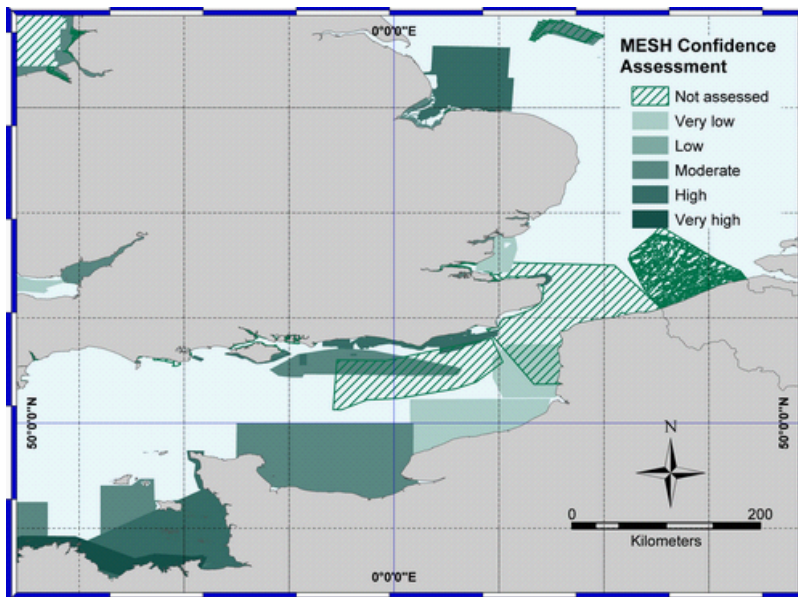 0°0'0"E
MESH Confidence
Assessment
Not assessed
Very low
Low
Moderate
High
Very high
50°0'0"N
50°0'0"N
N
0
200
Kilometers
0°0'0"E